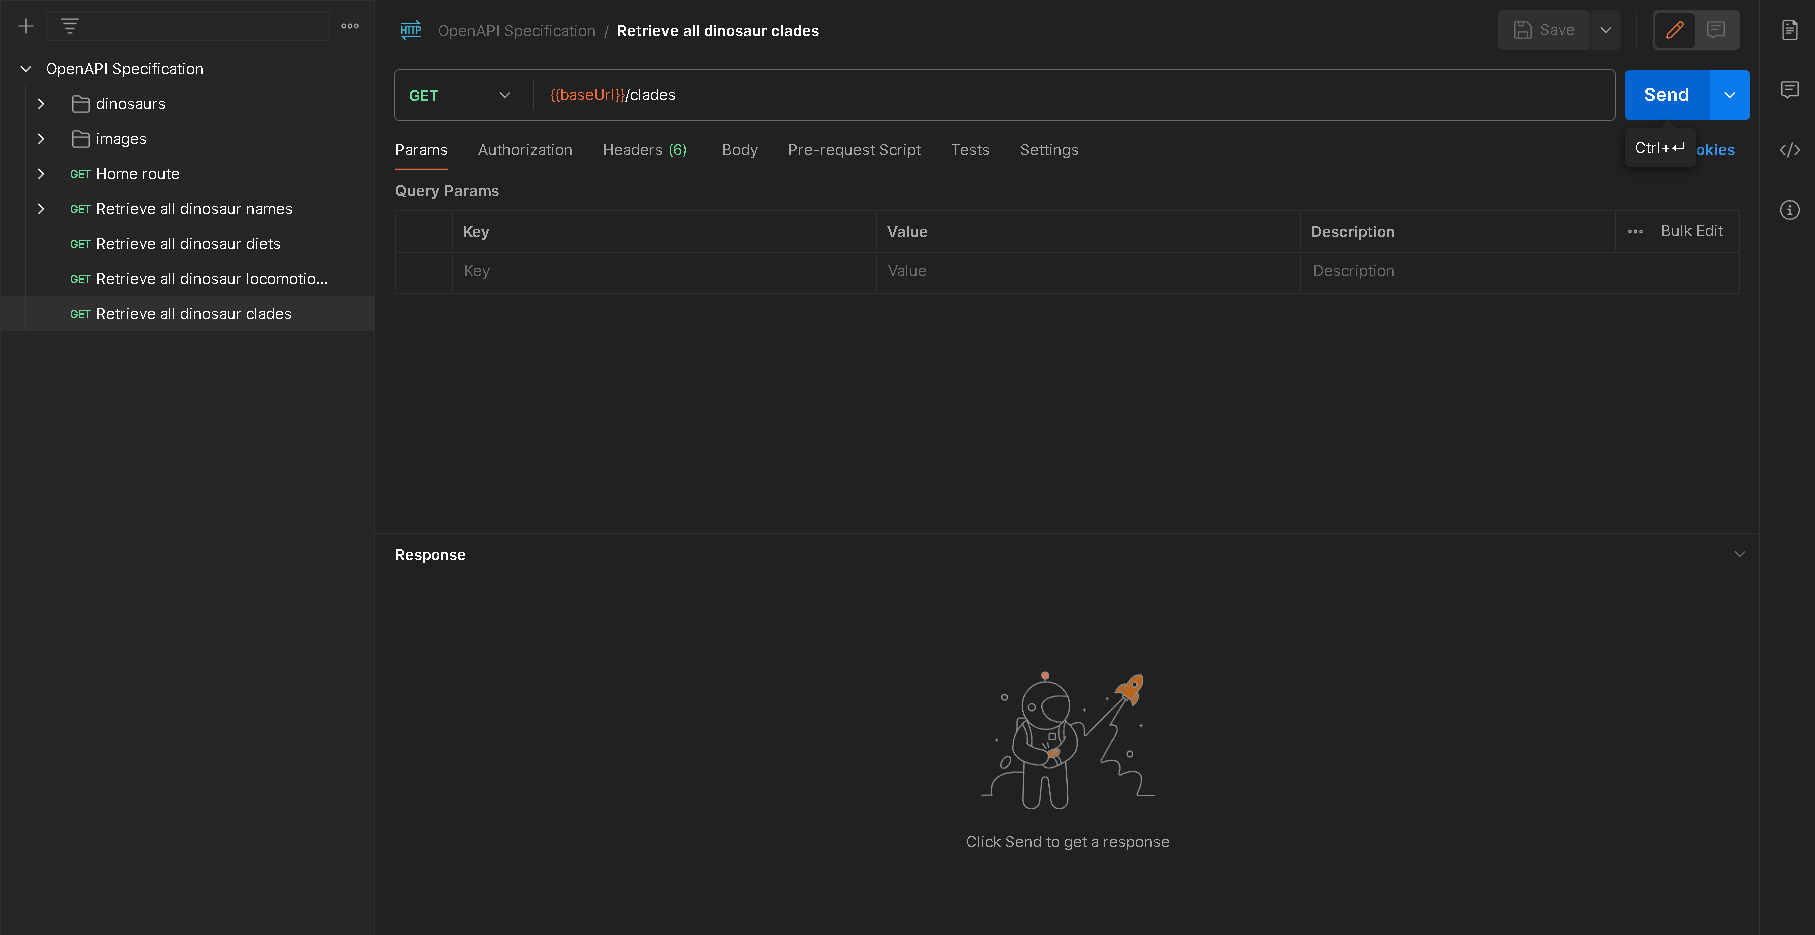 OpenAPI Specification
dinosaurs
images
GET Home route
GET Retrieve all dinosaur names
GET Retrieve all dinosaur diets
GET Retrieve all dinosaur locomotio...
GET Retrieve all dinosaur clades
HTTP OpenAPI Specification / Retrieve all dinosaur clades
Save
GET {{baseUrl}}/clades
Send
Params Authorization Headers (6) Body Pre-request Script Tests Settings
Ctrl+↵ okies
Query Params
Key Value Description Bulk Edit
Key Value Description
Response
Click Send to get a response